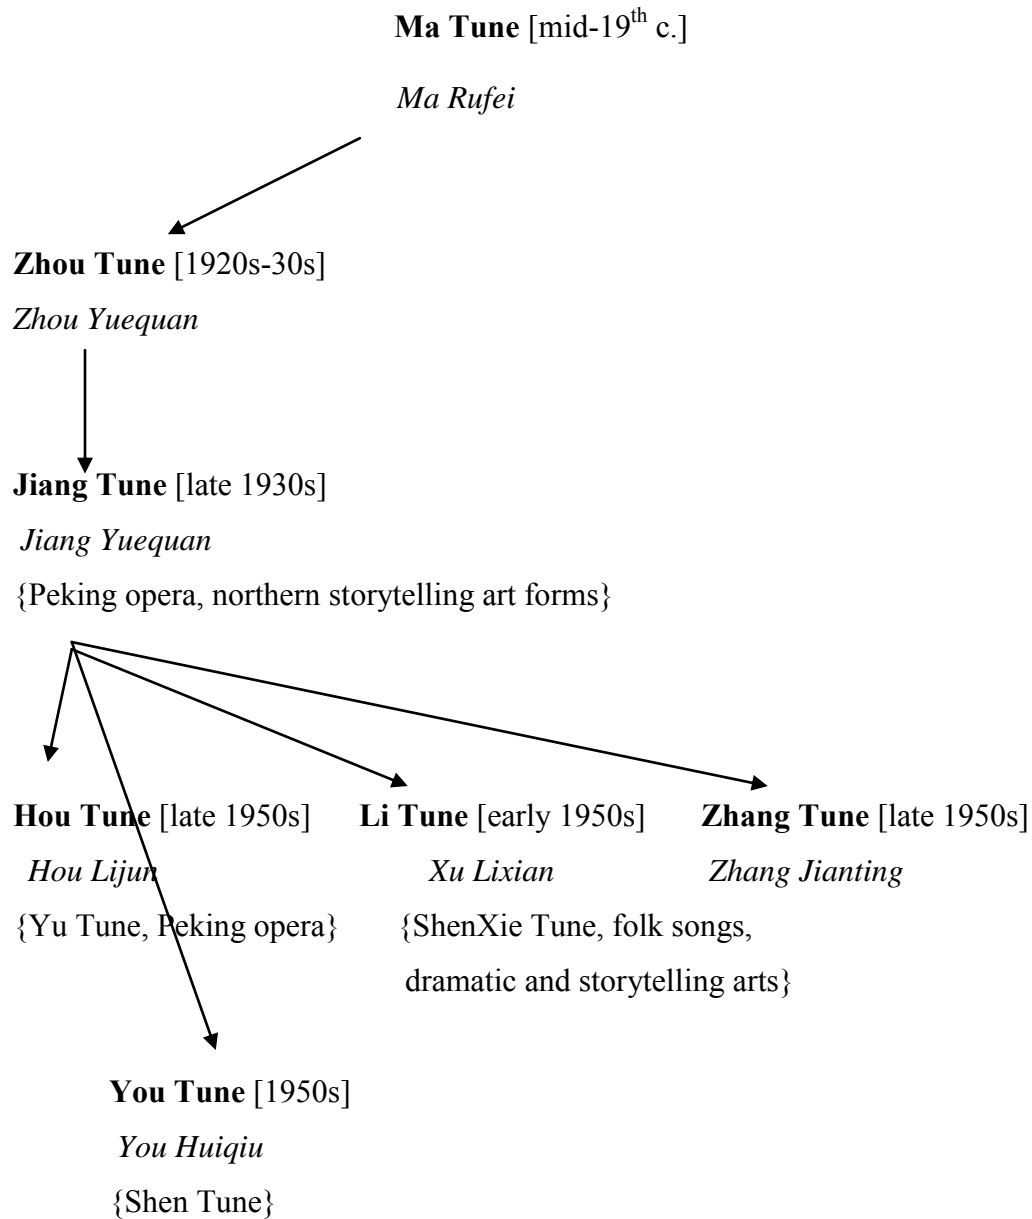 Ma Tune [mid-19th c.]
Ma Rufei
Zhou Tune [1920s-30s]
Zhou Yuequan
Jiang Tune [late 1930s]
Jiang Yuequan
{Peking opera, northern storytelling art forms}
Hou Tune [late 1950s] Li Tune [early 1950s] Zhang Tune [late 1950s]
Hou Lijun Xu Lixian Zhang Jianting
{Yu Tune, Peking opera} {ShenXie Tune, folk songs,
dramatic and storytelling arts}
You Tune [1950s]
You Huiqiu
{Shen Tune}